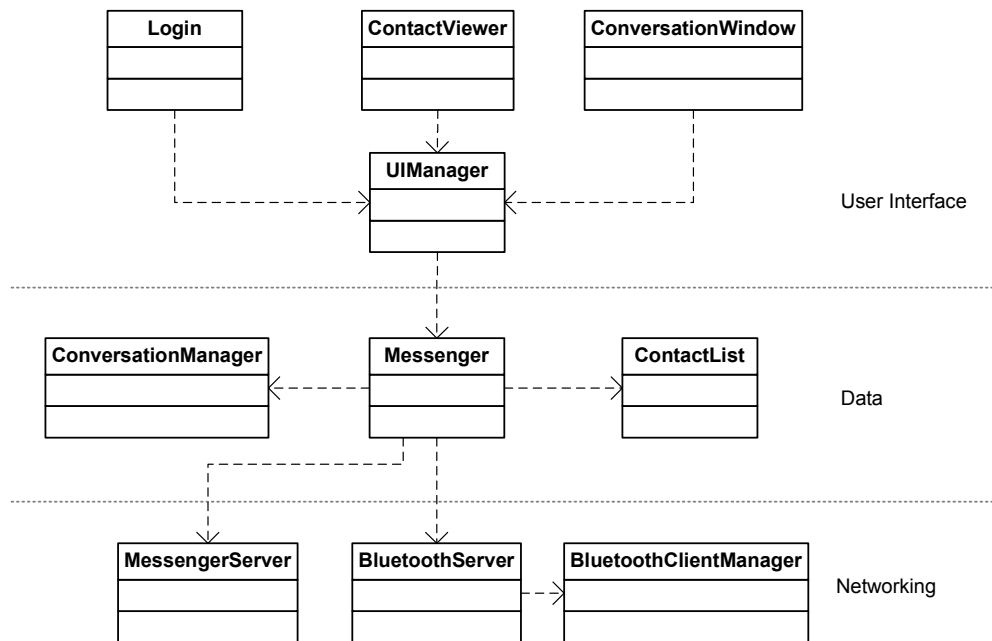 Login
ContactViewer
ConversationWindow
UIManager
User Interface
ConversationManager
Messenger
ContactList
Data
MessengerServer
BluetoothServer
BluetoothClientManager
Networking